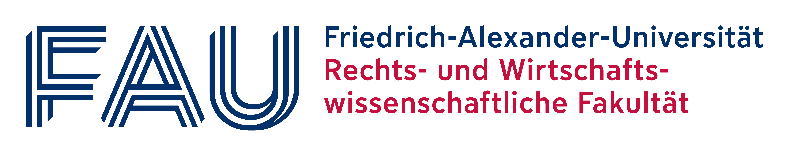 FAU
Friedrich-Alexander-Universität
Rechts- und Wirtschafts-
wissenschaftliche Fakultät